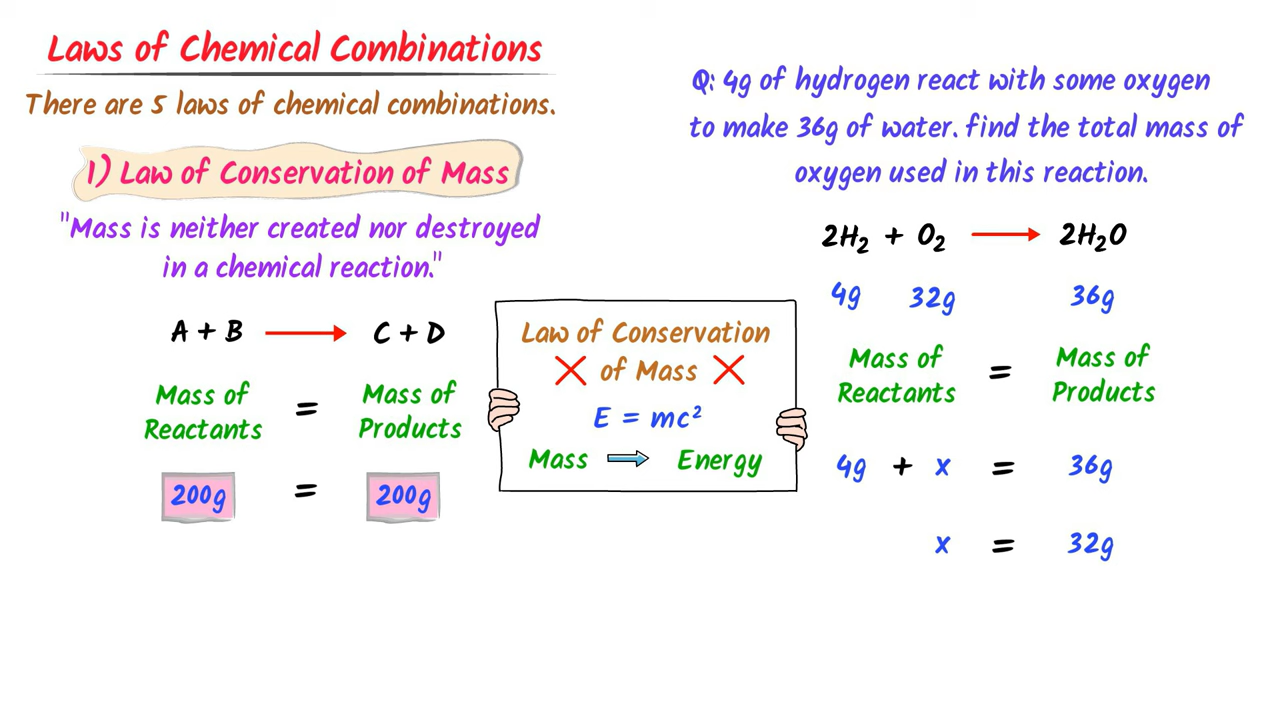 Laws of Chemical Combinations
There are 5 laws of chemical combinations.
1) Law of Conservation of Mass
"Mass is neither created nor destroyed
in a chemical reaction."
A + B → C + D
Mass of
Reactants
=
Mass of
Products
200g = 200g
Law of Conservation
of Mass
E = mc²
Mass ⇒ Energy
Q: 4g of hydrogen react with some oxygen
to make 36g of water. find the total mass of
oxygen used in this reaction.
2H₂ + O₂ → 2H₂O
4g 32g 36g
Mass of
Reactants
=
Mass of
Products
4g + x = 36g
x = 32g